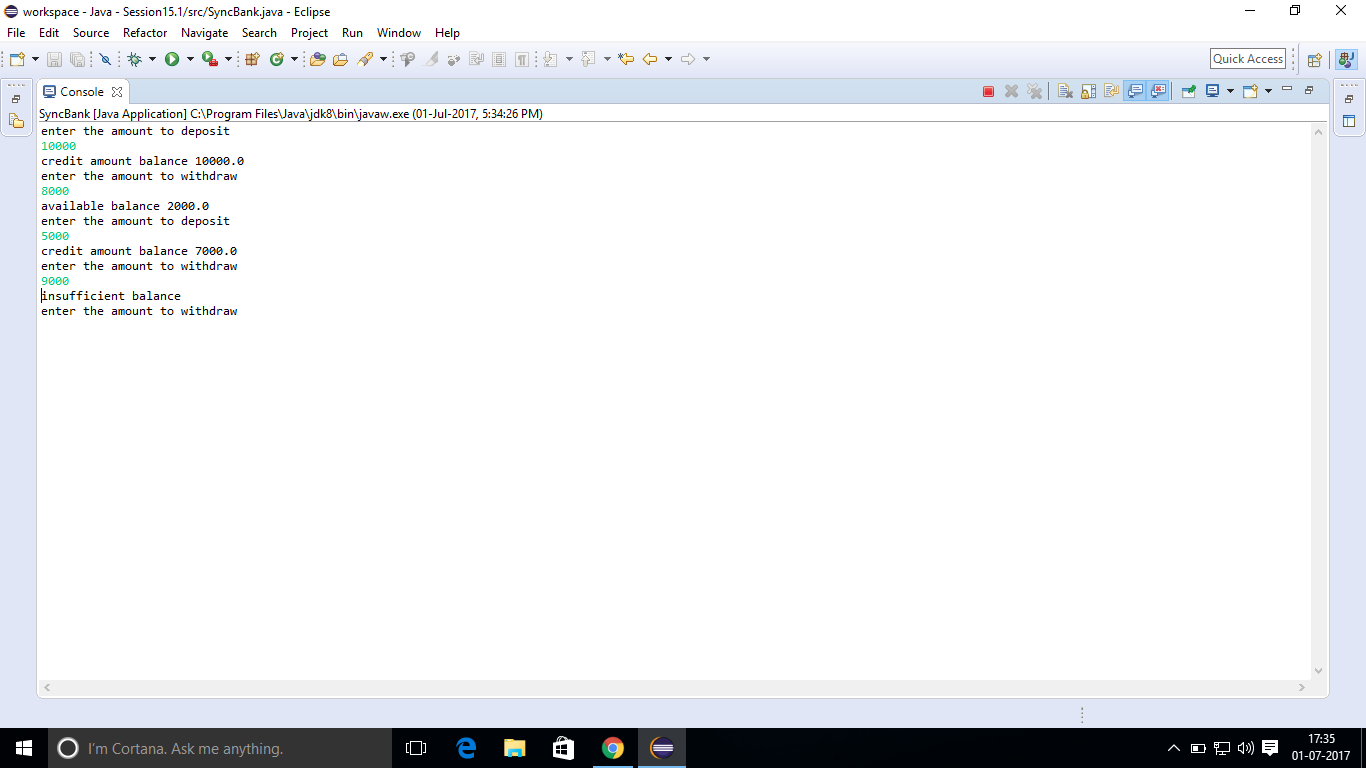 workspace - Java - Session15.1/src/SyncBank.java - Eclipse
File Edit Source Refactor Navigate Search Project Run Window Help
Quick Access
Console
SyncBank [Java Application] C:\Program Files\Java\jdk8\bin\javaw.exe (01-Jul-2017, 5:34:26 PM)
enter the amount to deposit
10000
credit amount balance 10000.0
enter the amount to withdraw
8000
available balance 2000.0
enter the amount to deposit
5000
credit amount balance 7000.0
enter the amount to withdraw
9000
insufficient balance
enter the amount to withdraw
I'm Cortana. Ask me anything.
17:35
01-07-2017